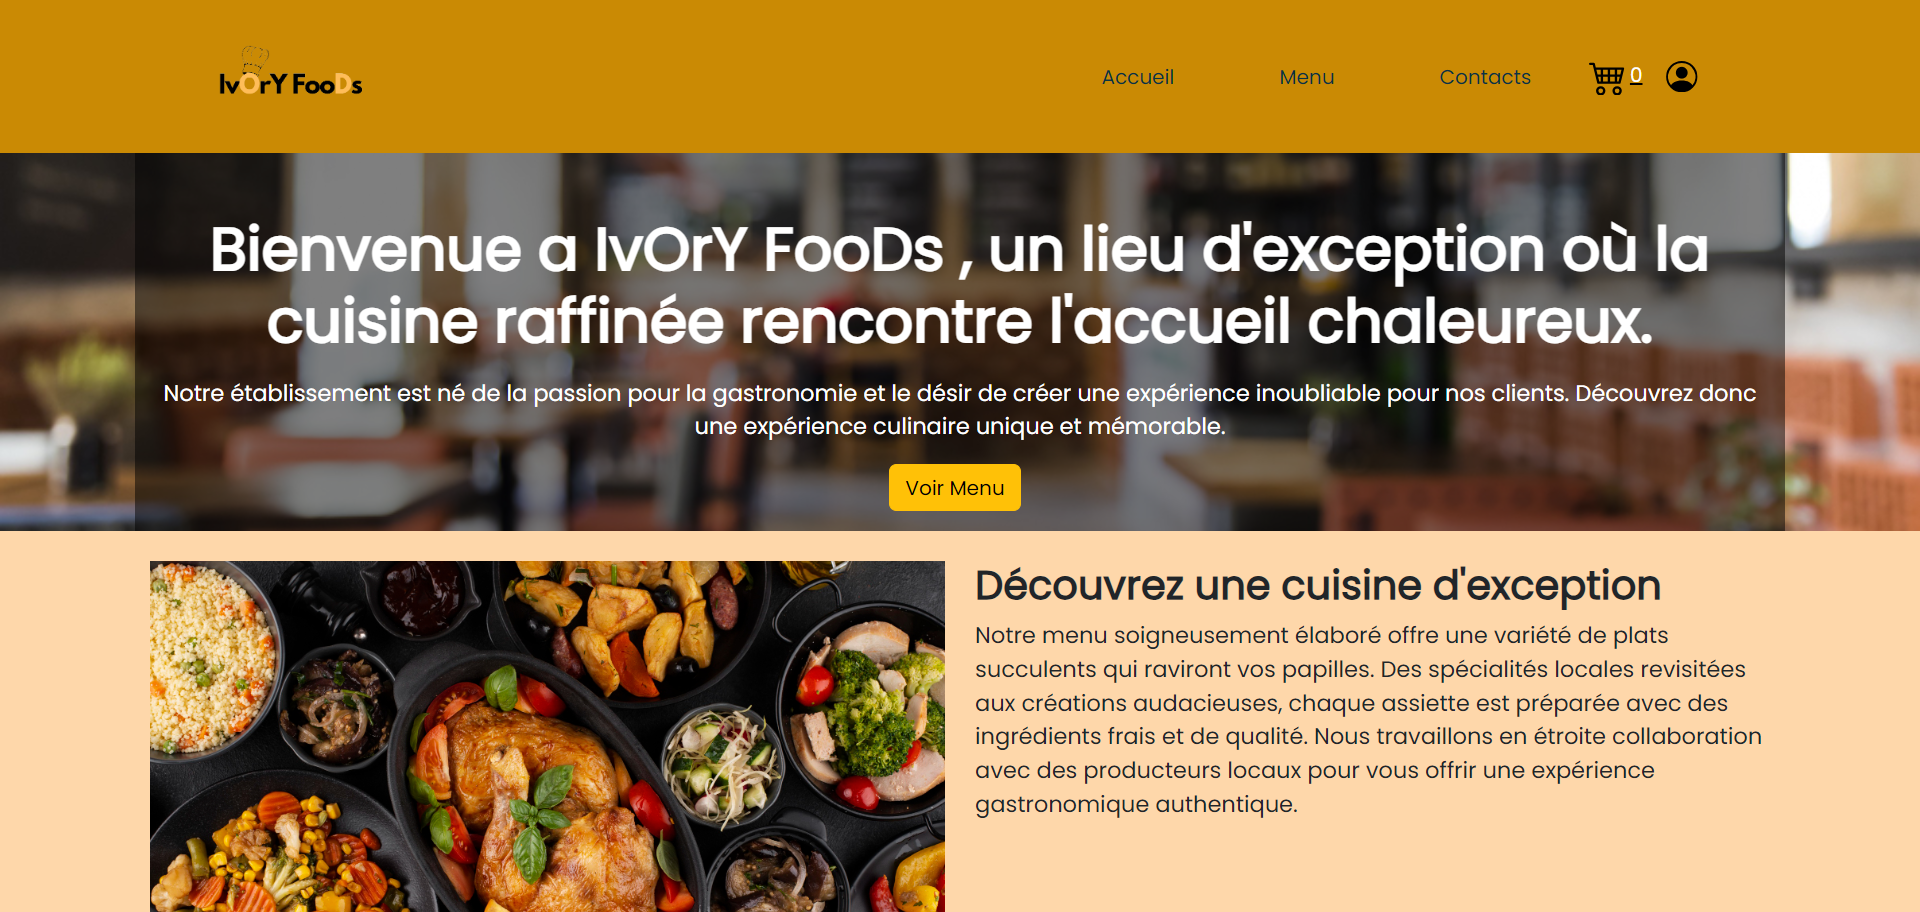 IvOrY FooDs
Accueil Menu Contacts 0
Bienvenue a IvOrY FooDs , un lieu d'exception où la
cuisine raffinée rencontre l'accueil chaleureux.
Notre établissement est né de la passion pour la gastronomie et le désir de créer une expérience inoubliable pour nos clients. Découvrez donc
une expérience culinaire unique et mémorable.
Voir Menu
Découvrez une cuisine d'exception
Notre menu soigneusement élaboré offre une variété de plats
succulents qui raviront vos papilles. Des spécialités locales revisitées
aux créations audacieuses, chaque assiette est préparée avec des
ingrédients frais et de qualité. Nous travaillons en étroite collaboration
avec des producteurs locaux pour vous offrir une expérience
gastronomique authentique.